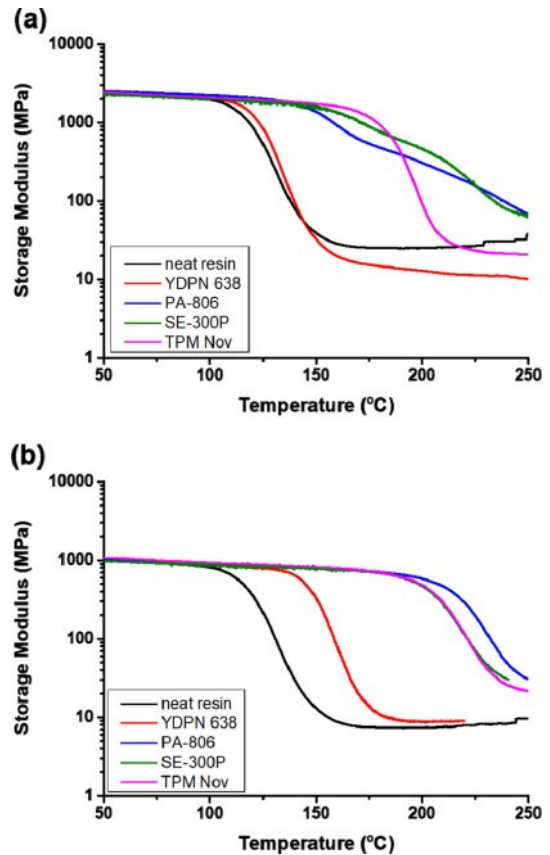 (a)
10000
1000
100
10
1
Storage Modulus (MPa)
neat resin
YDPN 638
PA-806
SE-300P
TPM Nov
50 100 150 200 250
Temperature (ºC)
(b)
10000
1000
100
10
1
Storage Modulus (MPa)
neat resin
YDPN 638
PA-806
SE-300P
TPM Nov
50 100 150 200 250
Temperature (ºC)